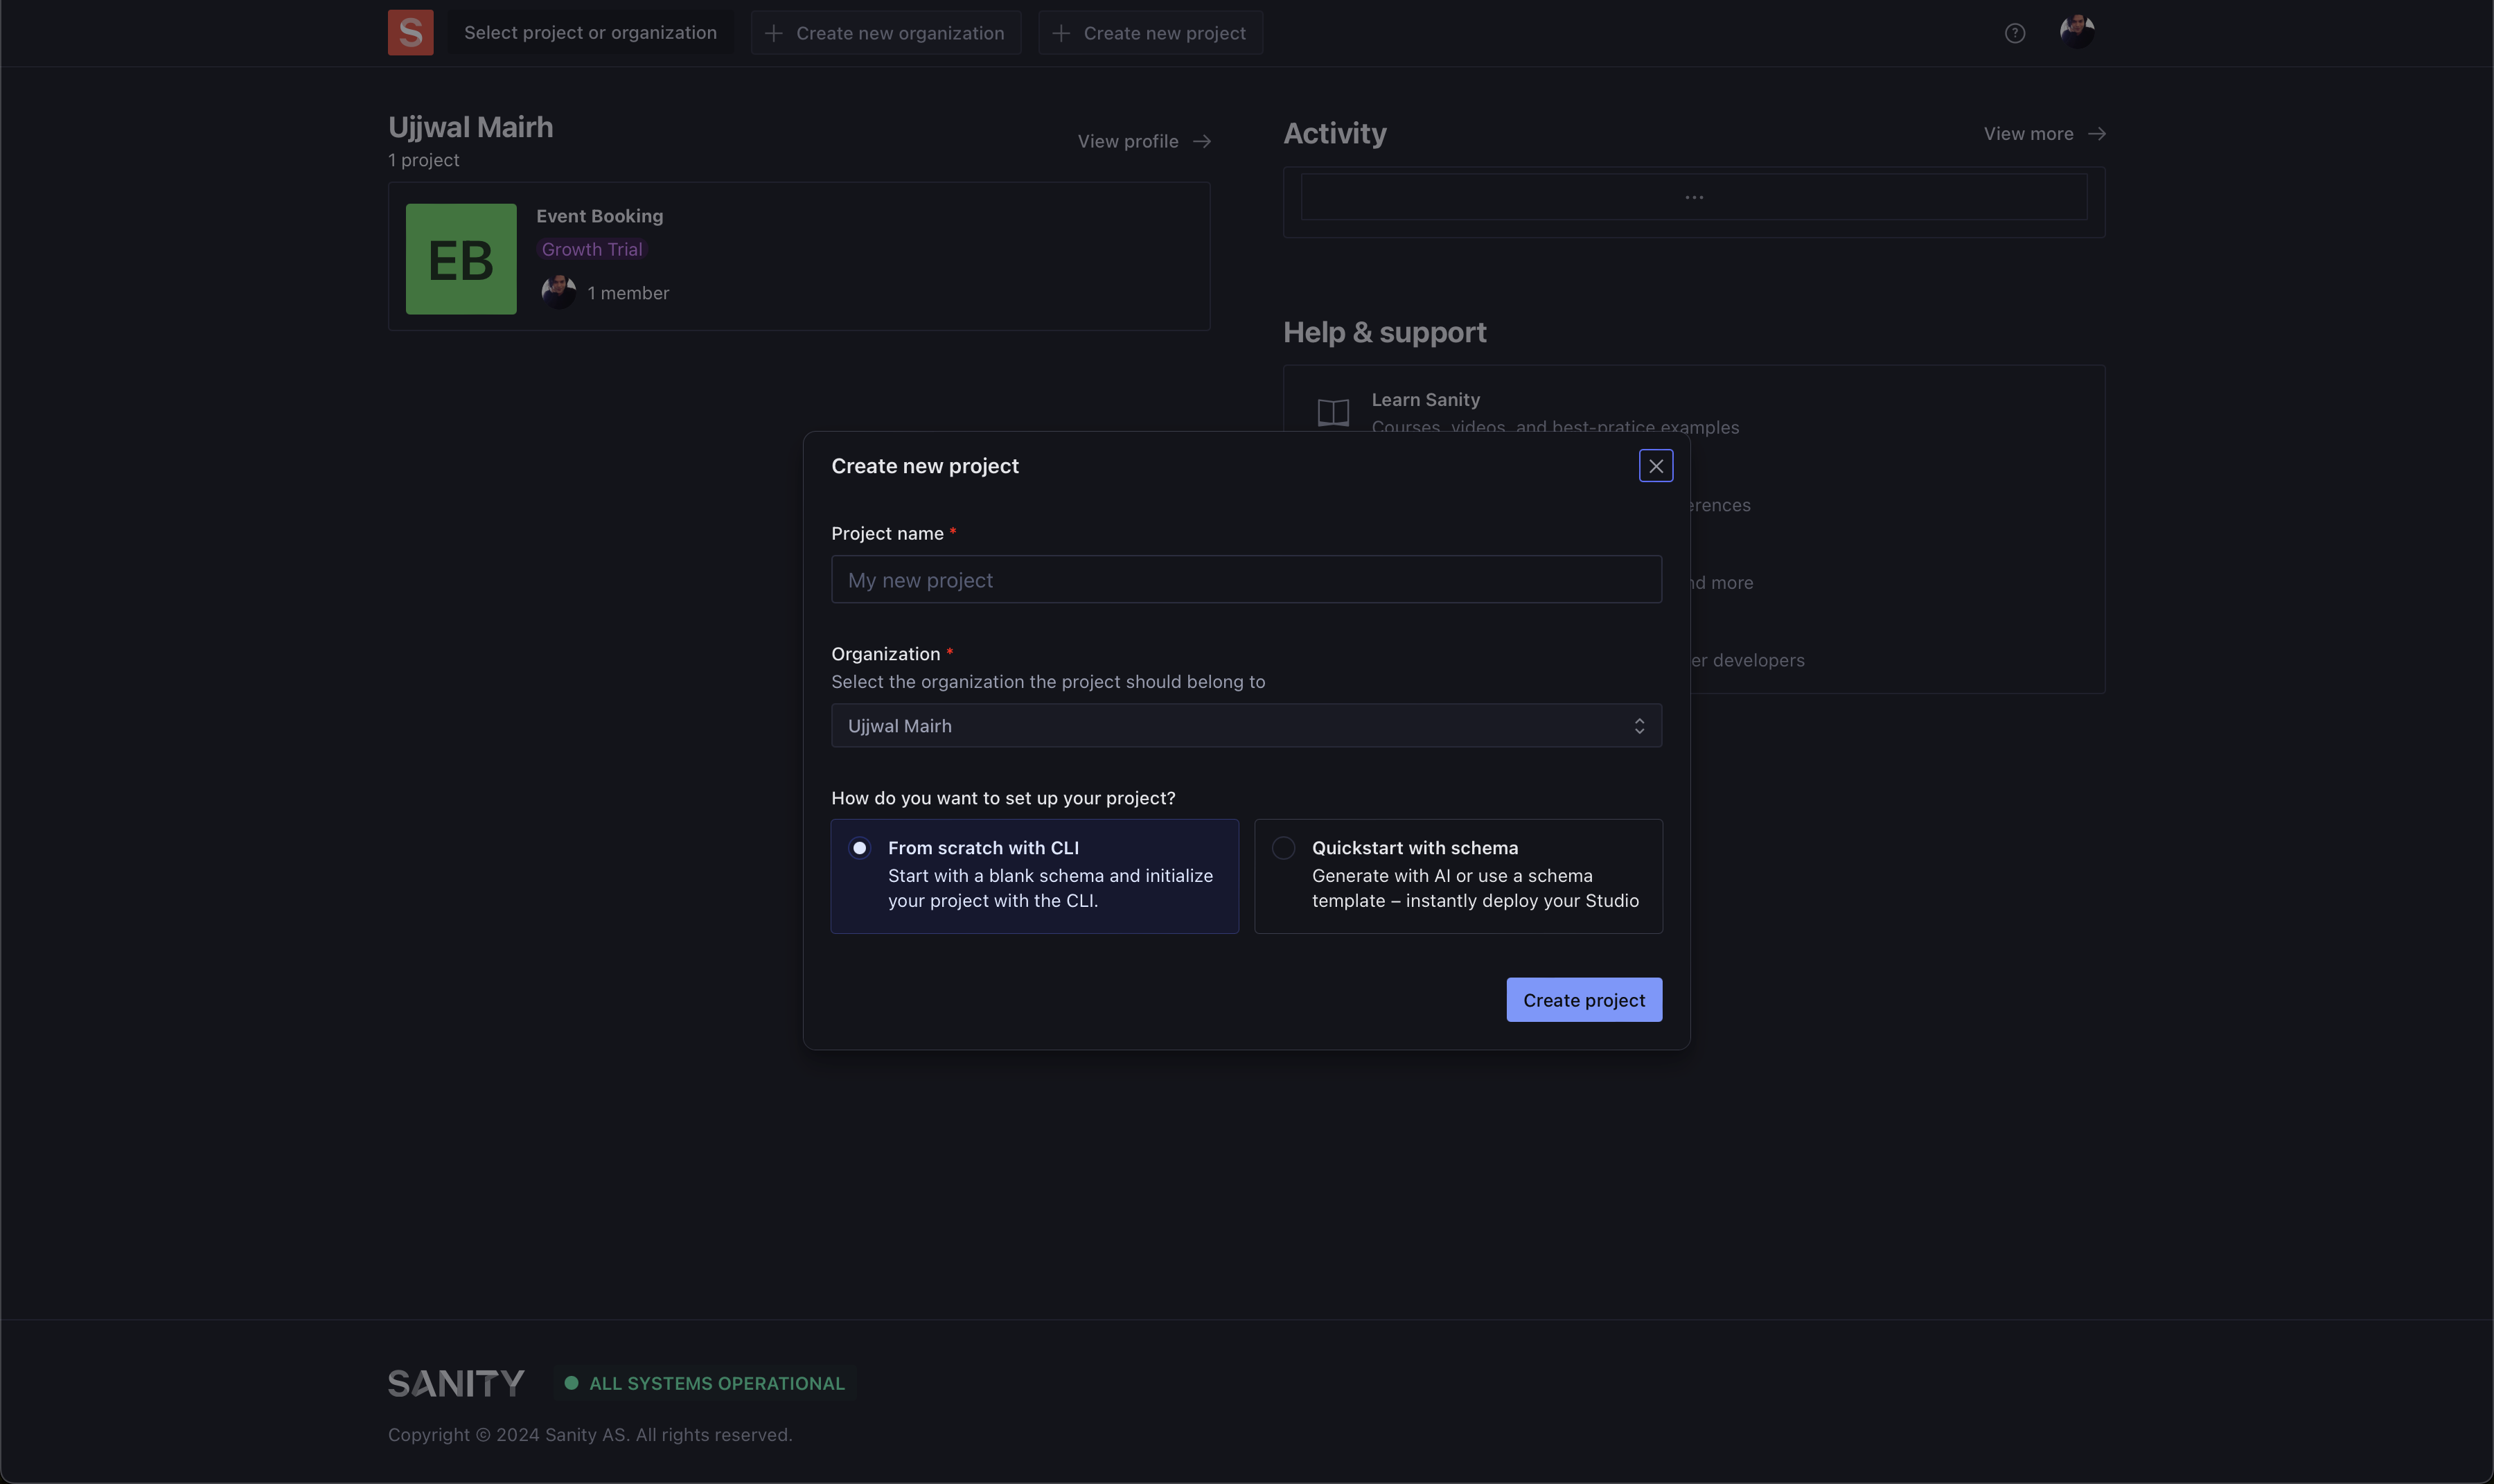 S
Select project or organization
Create new organization
Create new project
Ujjwal Mairh
1 project
View profile
EB
Event Booking
Growth Trial
1 member
Activity
View more
...
Help & support
Learn Sanity
Courses, videos, and best-pratice examples
erences
nd more
er developers
Create new project
Project name *
My new project
Organization *
Select the organization the project should belong to
Ujjwal Mairh
How do you want to set up your project?
From scratch with CLI
Start with a blank schema and initialize
your project with the CLI.
Quickstart with schema
Generate with AI or use a schema
template – instantly deploy your Studio
Create project
SANITY
ALL SYSTEMS OPERATIONAL
Copyright © 2024 Sanity AS. All rights reserved.